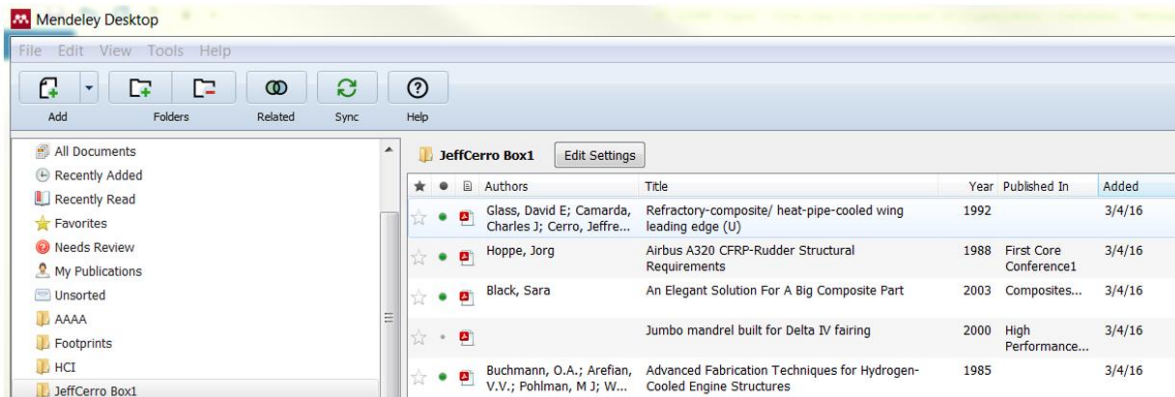 Mendeley Desktop
File Edit View Tools Help
Add Folders Related Sync Help
All Documents
Recently Added
Recently Read
Favorites
Needs Review
My Publications
Unsorted
AAAA
Footprints
HCI
JeffCerro Box1
JeffCerro Box1 Edit Settings
Authors Title Year Published In Added
Glass, David E; Camarda, Refractory-composite/ heat-pipe-cooled wing 1992 3/4/16
Charles J; Cerro, Jeffre... leading edge (U)
Hoppe, Jorg Airbus A320 CFRP-Rudder Structural 1988 First Core 3/4/16
Requirements Conference1
Black, Sara An Elegant Solution For A Big Composite Part 2003 Composites... 3/4/16
Jumbo mandrel built for Delta IV fairing 2000 High 3/4/16
Performance...
Buchmann, O.A.; Arefian, Advanced Fabrication Techniques for Hydrogen- 1985 3/4/16
V.V.; Pohlman, M J; W... Cooled Engine Structures